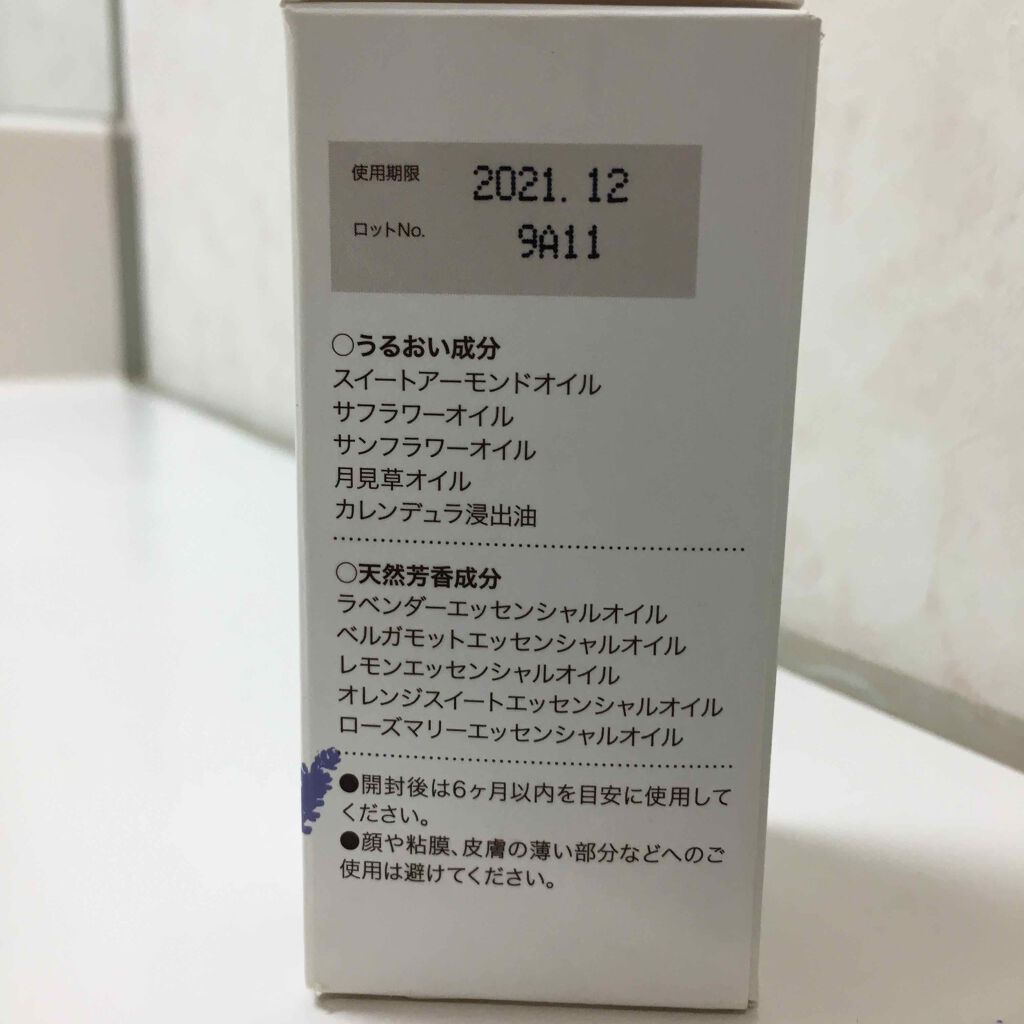 使用期限 2021.12
ロットNo. 9A11
○うるおい成分
スイートアーモンドオイル
サフラワーオイル
サンフラワーオイル
月見草オイル
カレンデュラ浸出油
○天然芳香成分
ラベンダーエッセンシャルオイル
ベルガモットエッセンシャルオイル
レモンエッセンシャルオイル
オレンジスイートエッセンシャルオイル
ローズマリーエッセンシャルオイル
●開封後は6ヶ月以内を目安に使用して
ください。
●顔や粘膜、皮膚の薄い部分などへのご
使用は避けてください。